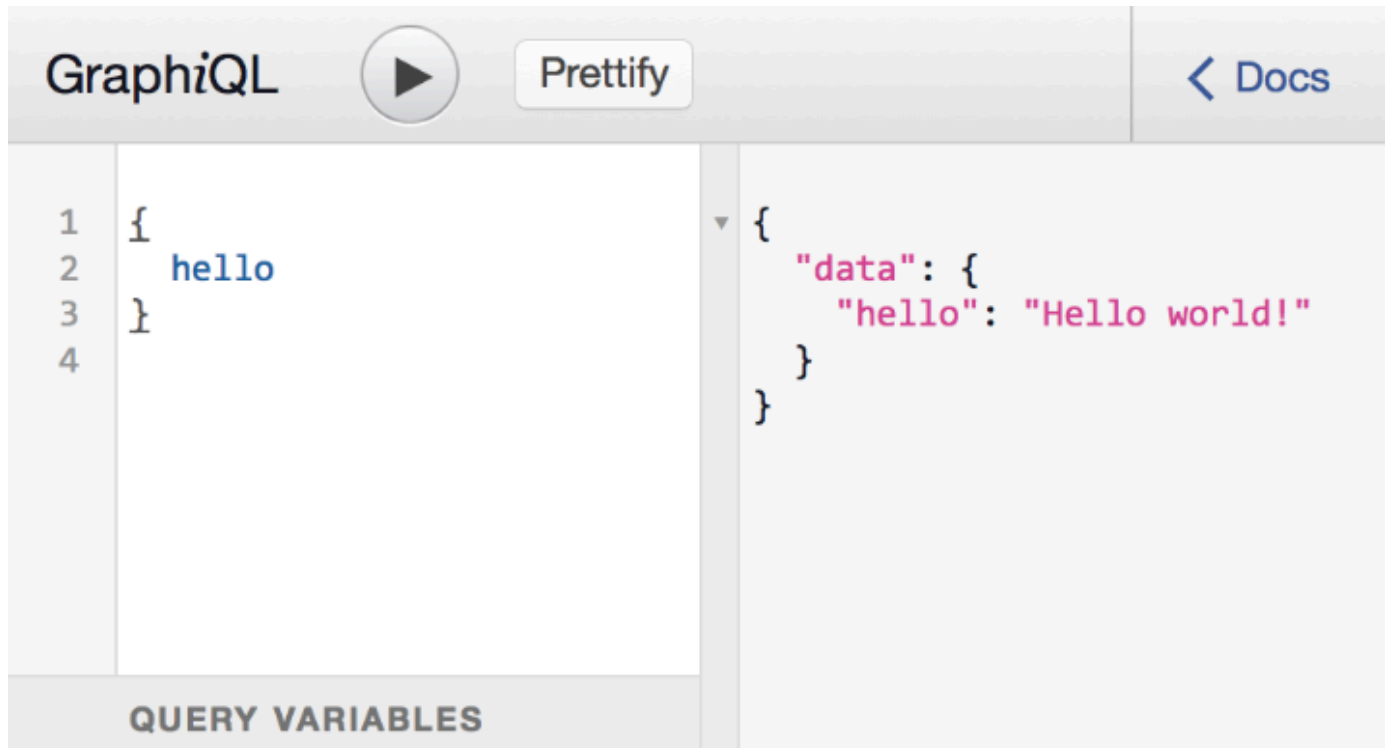 GraphiQL Prettify < Docs
1 {
2   hello
3 }
4
{
  "data": {
    "hello": "Hello world!"
  }
}
QUERY VARIABLES